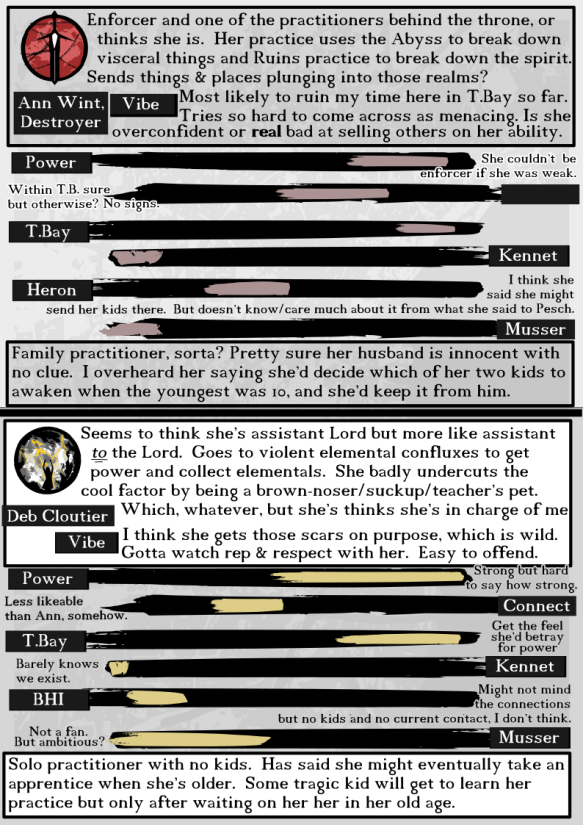 Enforcer and one of the practitioners behind the throne, or
thinks she is. Her practice uses the Abyss to break down
visceral things and Ruins practice to break down the spirit.
Sends things & places plunging into those realms?
Ann Wint,
Destroyer
Vibe
Most likely to ruin my time here in T.Bay so far.
Tries so hard to come across as menacing. Is she
overconfident or real bad at selling others on her ability.
Power
She couldn't be
enforcer if she was weak.
Within T.B. sure
but otherwise? No signs.
T.Bay
Kennet
Heron
I think she
said she might
send her kids there. But doesn't know/care much about it from what she said to Pesch.
Musser
Family practitioner, sorta? Pretty sure her husband is innocent with
no clue. I overheard her saying she'd decide which of her two kids to
awaken when the youngest was 10, and she'd keep it from him.
Seems to think she's assistant Lord but more like assistant
to the Lord. Goes to violent elemental confluxes to get
power and collect elementals. She badly undercuts the
cool factor by being a brown-noser/suckup/teacher's pet.
Deb Cloutier
Which, whatever, but she's thinks she's in charge of me
Vibe
I think she gets those scars on purpose, which is wild.
Gotta watch rep & respect with her. Easy to offend.
Power
Strong but hard
to say how strong.
Less likeable
than Ann, somehow.
Connect
T.Bay
Get the feel
she'd betray
for power
Barely knows
we exist.
Kennet
BHI
Might not mind
the connections
but no kids and no current contact, I don't think.
Not a fan.
But ambitious?
Musser
Solo practitioner with no kids. Has said she might eventually take an
apprentice when she's older. Some tragic kid will get to learn her
practice but only after waiting on her her in her old age.